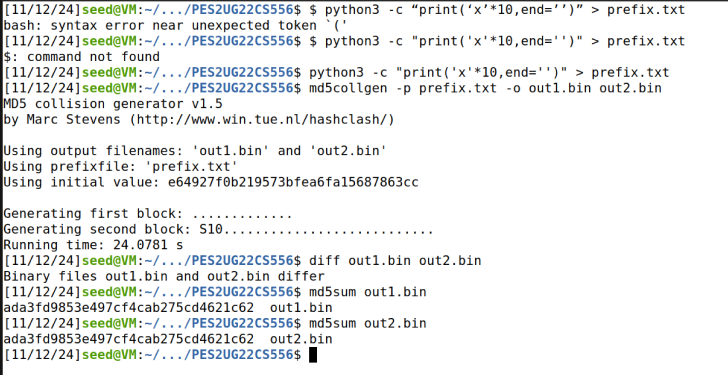 [11/12/24]seed@VM:~/.../PES2UG22CS556$ $ python3 -c “print(‘x’*10,end=’’)” > prefix.txt
bash: syntax error near unexpected token `('
[11/12/24]seed@VM:~/.../PES2UG22CS556$ $ python3 -c "print('x'*10,end='')" > prefix.txt
$: command not found
[11/12/24]seed@VM:~/.../PES2UG22CS556$ python3 -c "print('x'*10,end='')" > prefix.txt
[11/12/24]seed@VM:~/.../PES2UG22CS556$ md5collgen -p prefix.txt -o out1.bin out2.bin
MD5 collision generator v1.5
by Marc Stevens (http://www.win.tue.nl/hashclash/)
Using output filenames: 'out1.bin' and 'out2.bin'
Using prefixfile: 'prefix.txt'
Using initial value: e64927f0b219573bfea6fa15687863cc
Generating first block: .............
Generating second block: S10..........................
Running time: 24.0781 s
[11/12/24]seed@VM:~/.../PES2UG22CS556$ diff out1.bin out2.bin
Binary files out1.bin and out2.bin differ
[11/12/24]seed@VM:~/.../PES2UG22CS556$ md5sum out1.bin
ada3fd9853e497cf4cab275cd4621c62  out1.bin
[11/12/24]seed@VM:~/.../PES2UG22CS556$ md5sum out2.bin
ada3fd9853e497cf4cab275cd4621c62  out2.bin
[11/12/24]seed@VM:~/.../PES2UG22CS556$